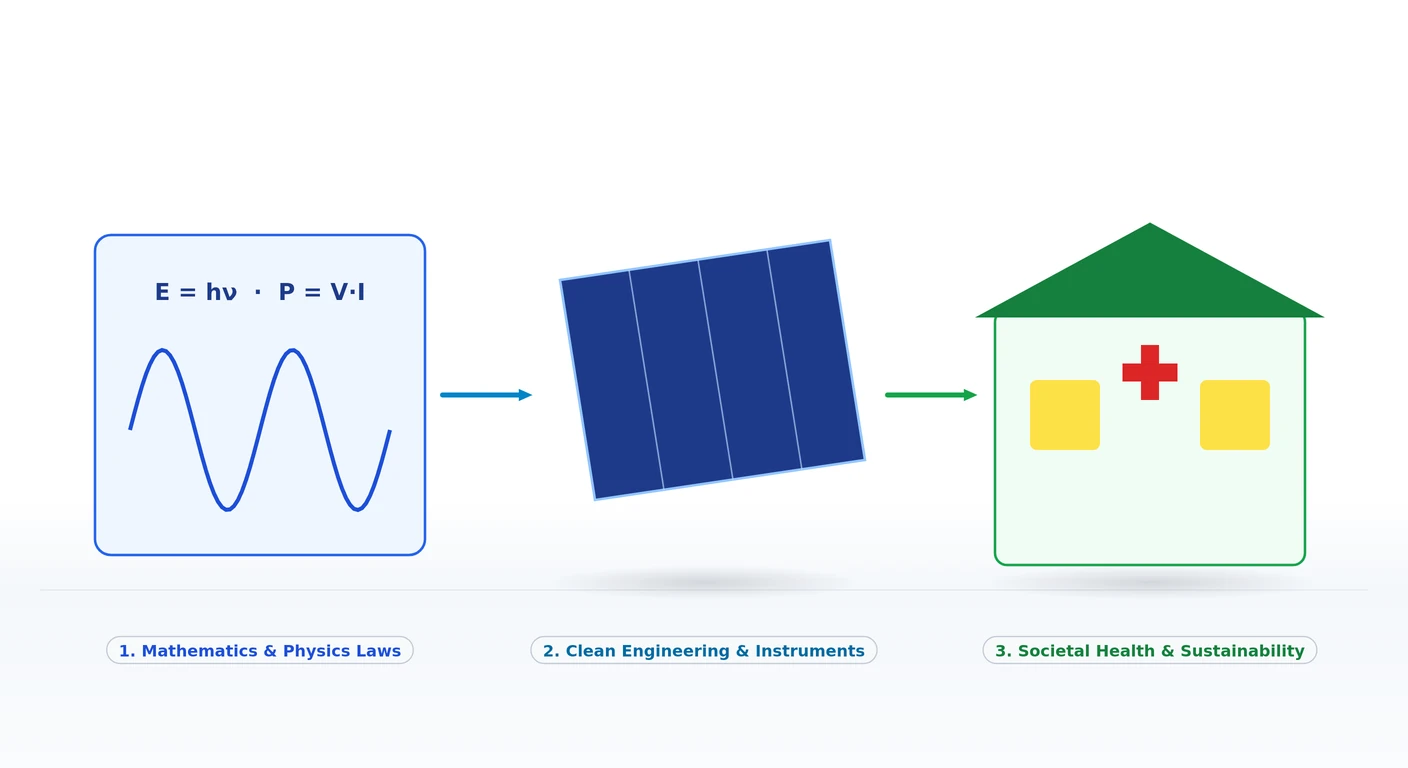 E = hν · P = V·I
1. Mathematics & Physics Laws
2. Clean Engineering & Instruments
3. Societal Health & Sustainability